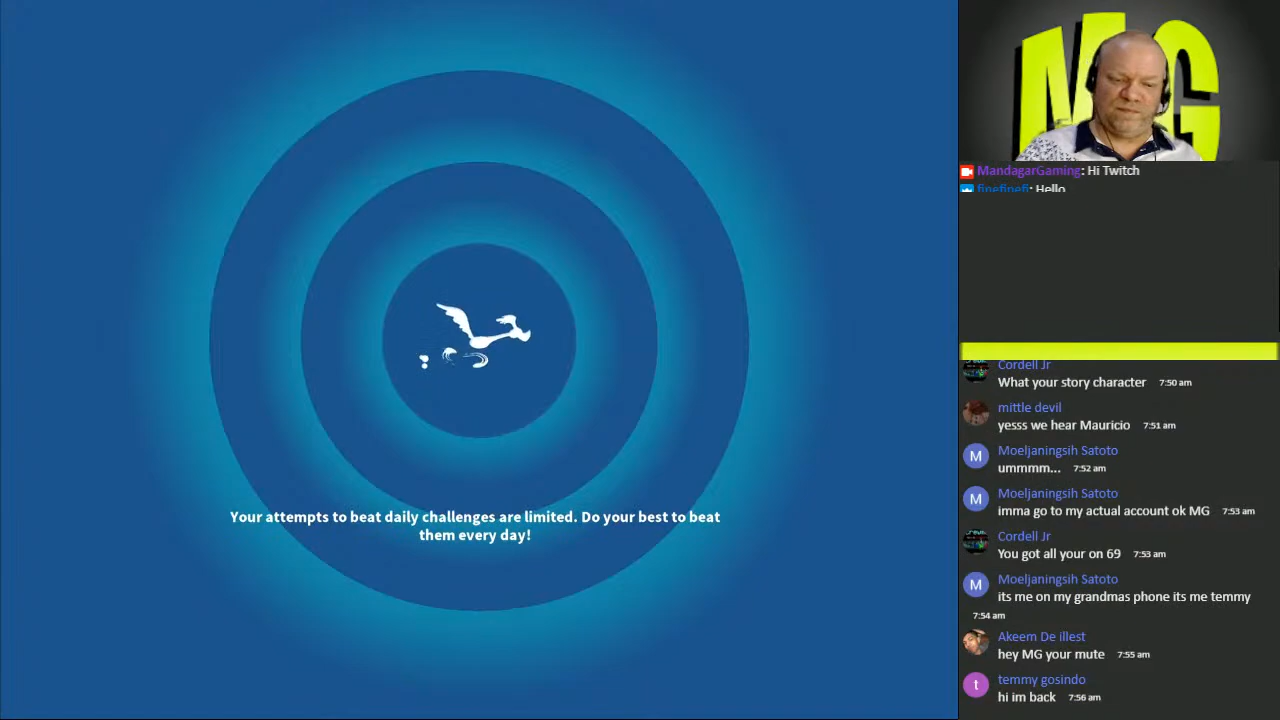 Your attempts to beat daily challenges are limited. Do your best to beat
them every day!
MG
MandagarGaming: Hi Twitch
finefinefi: Hello
Cordell Jr
What your story character 7:50 am
mittle devil
yesss we hear Mauricio 7:51 am
M Moeljaningsih Satoto
ummmm... 7:52 am
M Moeljaningsih Satoto
imma go to my actual account ok MG 7:53 am
Cordell Jr
You got all your on 69 7:53 am
M Moeljaningsih Satoto
its me on my grandmas phone its me temmy
7:54 am
Akeem De illest
hey MG your mute 7:55 am
t temmy gosindo
hi im back 7:56 am